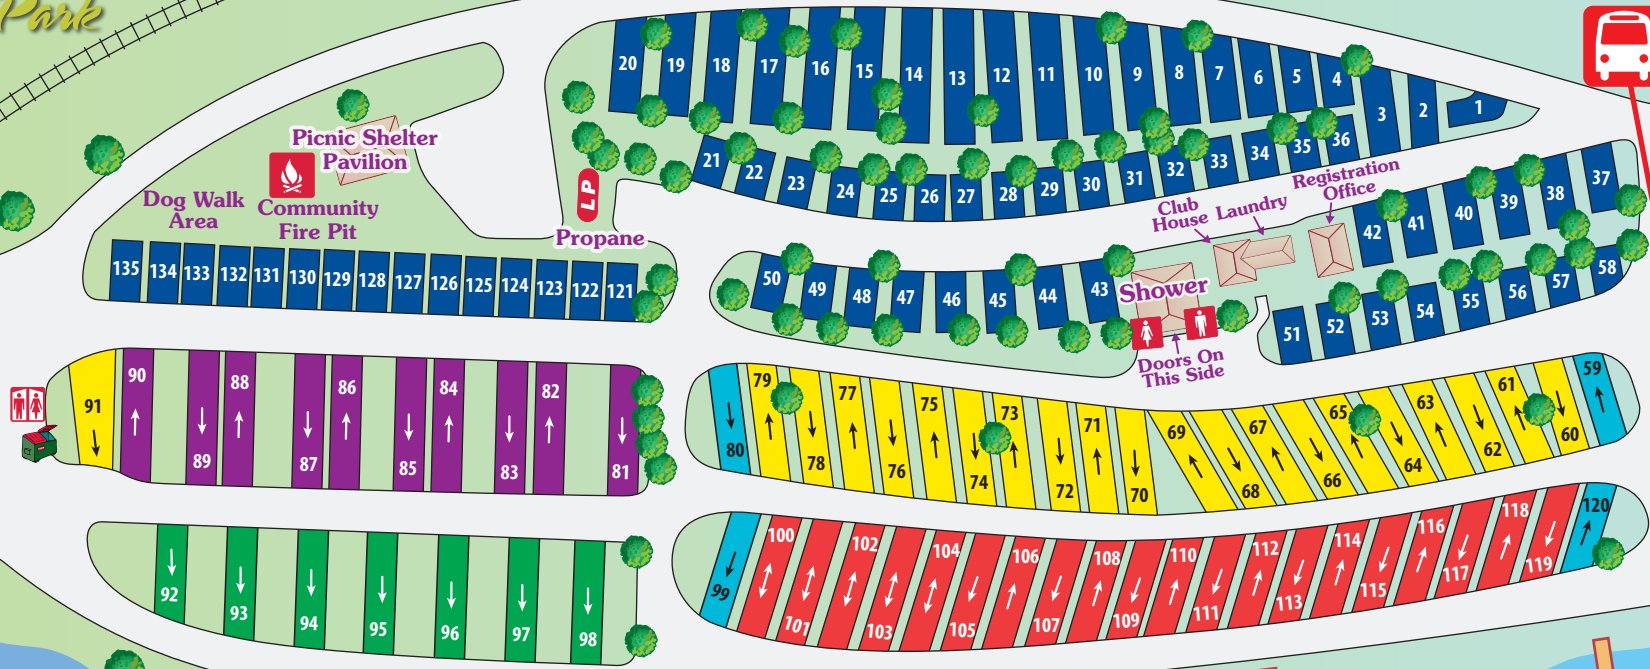 Park
20 19 18 17 16 15 14 13 12 11 10 9 8 7 6 5 4 3 2 1
Picnic Shelter
Pavilion
21 22 23 24 25 26 27 28 29 30 31 32 33 34 35 36
Dog Walk
Area
Community
Fire Pit
LP
Propane
Club
House
Laundry
Registration
Office
42 41 40 39 38 37
135 134 133 132 131 130 129 128 127 126 125 124 123 122 121
50 49 48 47 46 45 44 43
Shower
Doors On
This Side
51 52 53 54 55 56 57 58
91 90 89 88 87 86 85 84 83 82 81
80 79 78 77 76 75 74 73 72 71 70 69 68 67 66 65 64 63 62 61 60 59
92 93 94 95 96 97 98
99 100 101 102 103 104 105 106 107 108 109 110 111 112 113 114 115 116 117 118 119 120